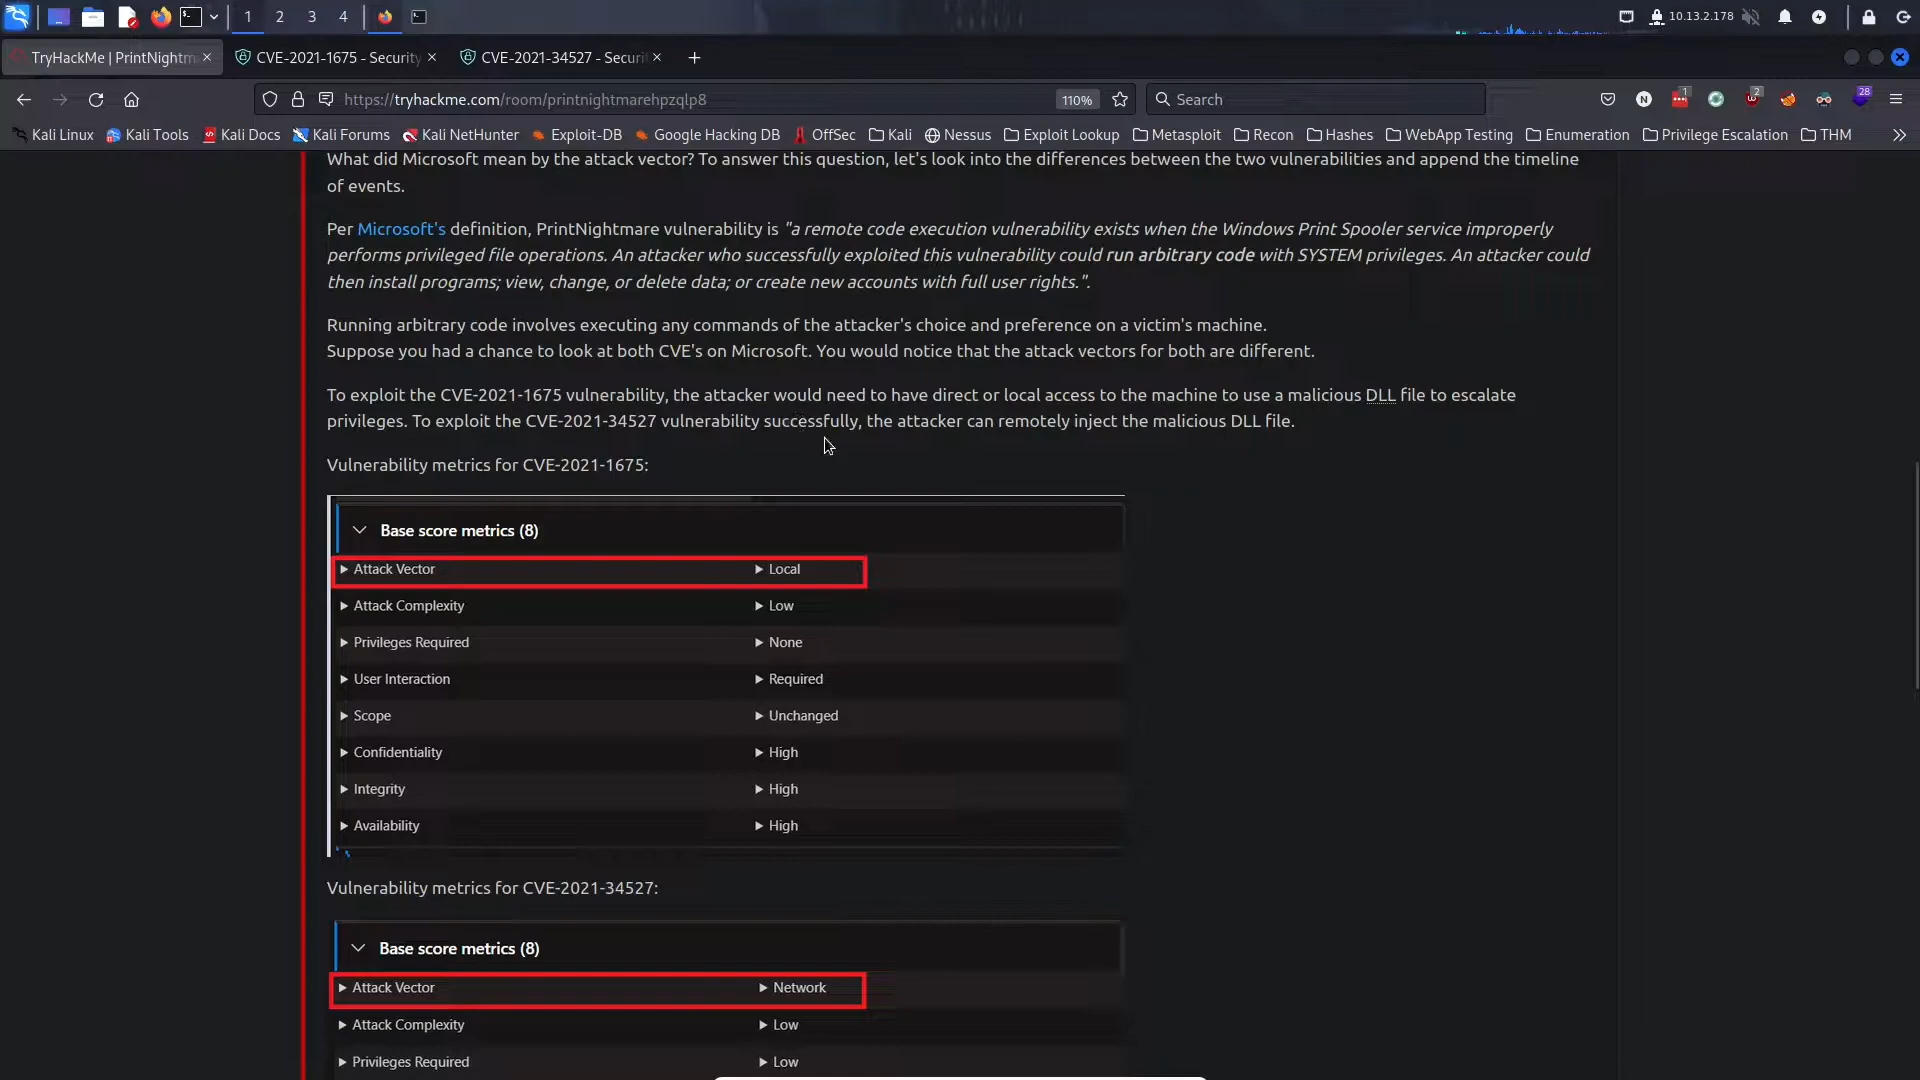 1 2 3 4 10.13.2.178
TryHackMe | PrintNightm CVE-2021-1675 - Security CVE-2021-34527 - Securi
https://tryhackme.com/room/printnightmarehpzqlp8 110% Search N 1 2 28
Kali Linux Kali Tools Kali Docs Kali Forums Kali NetHunter Exploit-DB Google Hacking DB OffSec Kali Nessus Exploit Lookup Metasploit Recon Hashes WebApp Testing Enumeration Privilege Escalation THM
What did Microsoft mean by the attack vector? To answer this question, let's look into the differences between the two vulnerabilities and append the timeline
of events.
Per Microsoft's definition, PrintNightmare vulnerability is "a remote code execution vulnerability exists when the Windows Print Spooler service improperly
performs privileged file operations. An attacker who successfully exploited this vulnerability could run arbitrary code with SYSTEM privileges. An attacker could
then install programs; view, change, or delete data; or create new accounts with full user rights.".
Running arbitrary code involves executing any commands of the attacker's choice and preference on a victim's machine.
Suppose you had a chance to look at both CVE's on Microsoft. You would notice that the attack vectors for both are different.
To exploit the CVE-2021-1675 vulnerability, the attacker would need to have direct or local access to the machine to use a malicious DLL file to escalate
privileges. To exploit the CVE-2021-34527 vulnerability successfully, the attacker can remotely inject the malicious DLL file.
Vulnerability metrics for CVE-2021-1675:
Base score metrics (8)
Attack Vector Local
Attack Complexity Low
Privileges Required None
User Interaction Required
Scope Unchanged
Confidentiality High
Integrity High
Availability High
Vulnerability metrics for CVE-2021-34527:
Base score metrics (8)
Attack Vector Network
Attack Complexity Low
Privileges Required Low